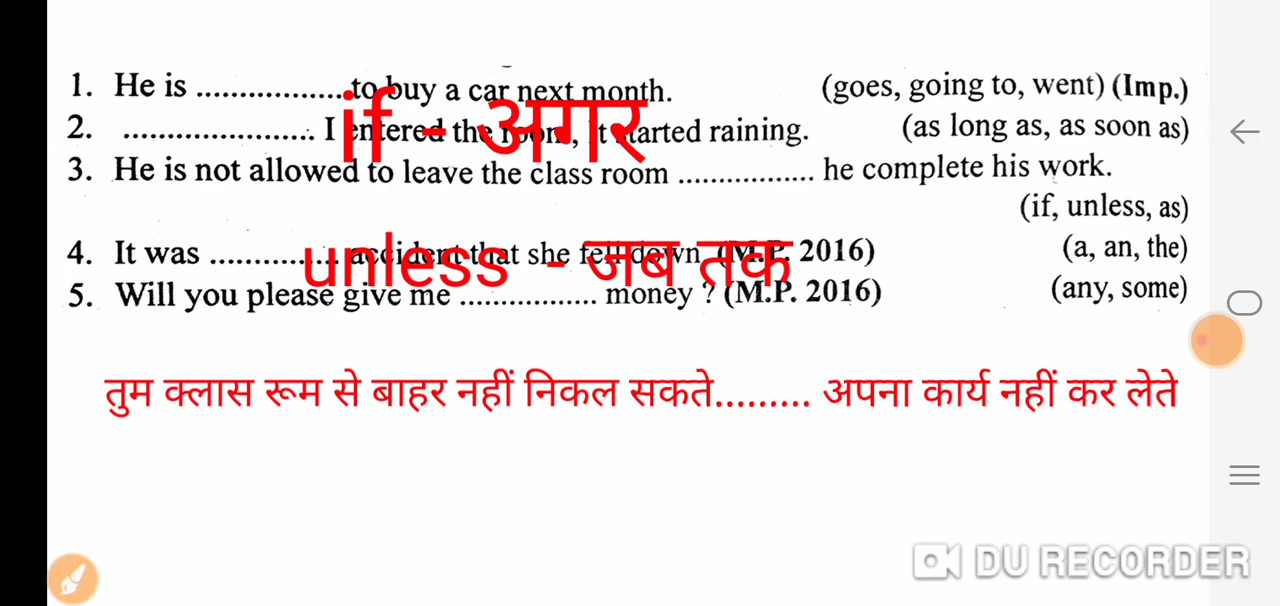 1. He is ..................to buy a car next month. (goes, going to, went) (Imp.)
if - अगर
2. ...................... I entered the room, it started raining. (as long as, as soon as)
3. He is not allowed to leave the class room ................ he complete his work.
(if, unless, as)
4. It was ............... accident that she fell down (M.P. 2016) (a, an, the)
unless - जब तक
5. Will you please give me ................ money ? (M.P. 2016) (any, some)
तुम क्लास रूम से बाहर नहीं निकल सकते......... अपना कार्य नहीं कर लेते
DU RECORDER